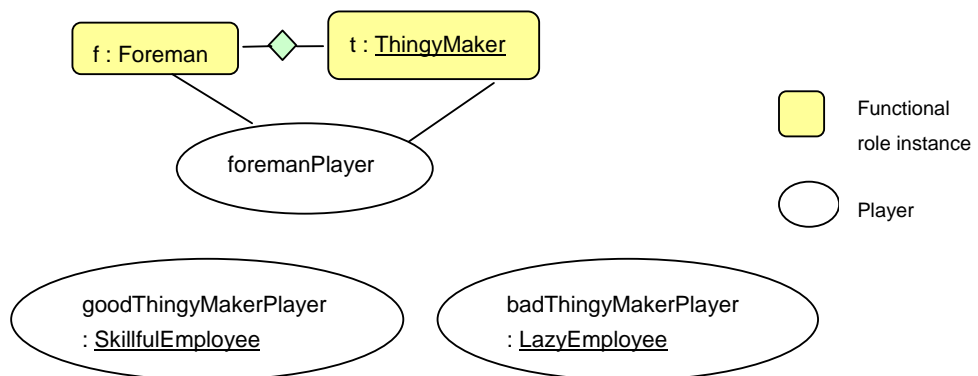 f : Foreman
t : ThingyMaker
foremanPlayer
Functional
role instance
Player
goodThingyMakerPlayer
: SkillfulEmployee
badThingyMakerPlayer
: LazyEmployee